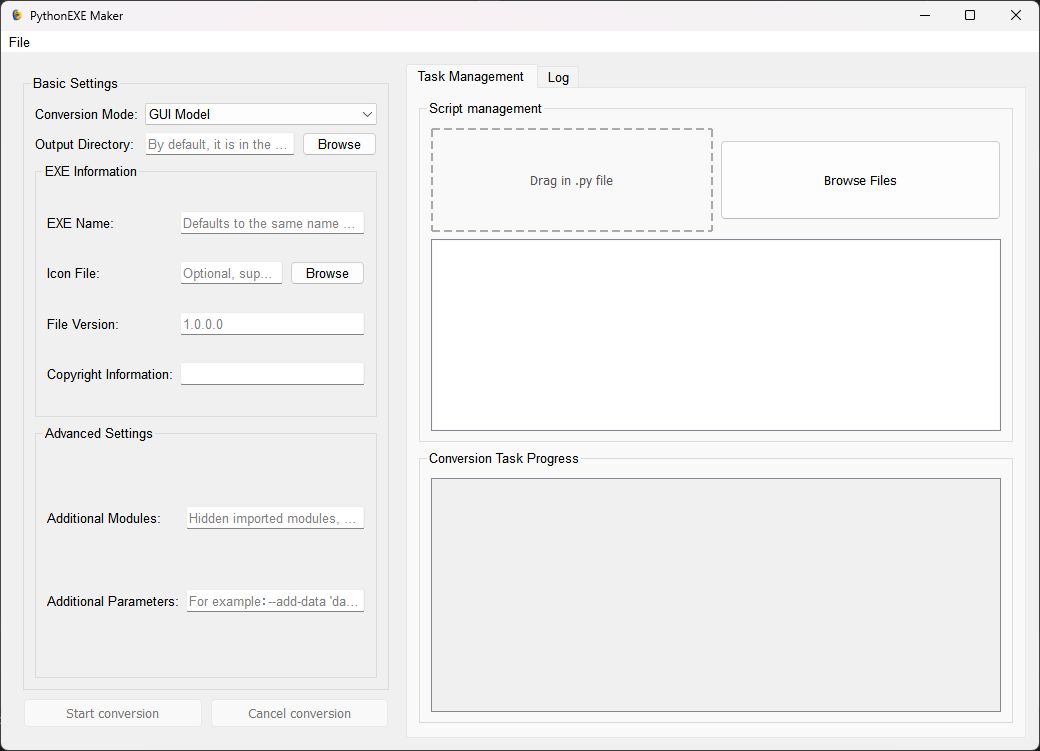 PythonEXE Maker
File
Basic Settings
Conversion Mode: GUI Model
Output Directory: By default, it is in the ... Browse
EXE Information
EXE Name: Defaults to the same name ...
Icon File: Optional, sup... Browse
File Version: 1.0.0.0
Copyright Information:
Advanced Settings
Additional Modules: Hidden imported modules, ...
Additional Parameters: For example: --add-data 'da...
Start conversion Cancel conversion
Task Management Log
Script management
Drag in .py file
Browse Files
Conversion Task Progress